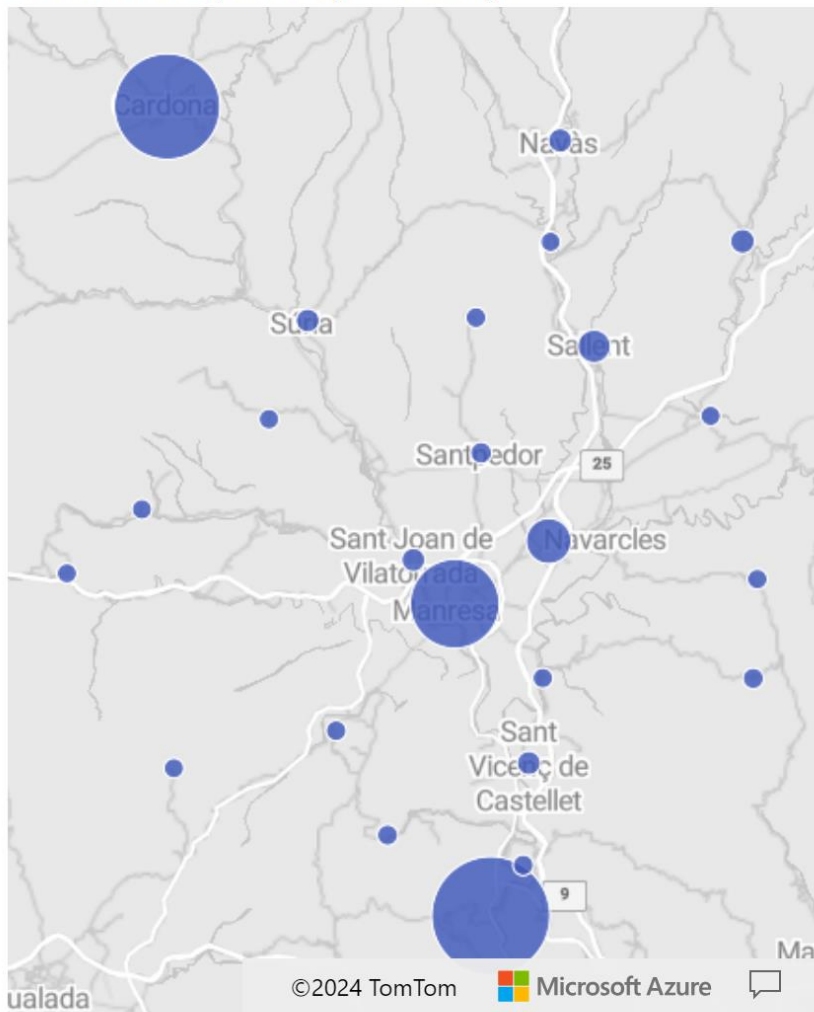 Cardona
Navàs
Súria
Sallent
Santpedor
25
Sant Joan de
Vilatorrada
Navarcles
Manresa
Sant
Vicenç de
Castellet
9
Ma
ualada
©2024 TomTom
Microsoft Azure